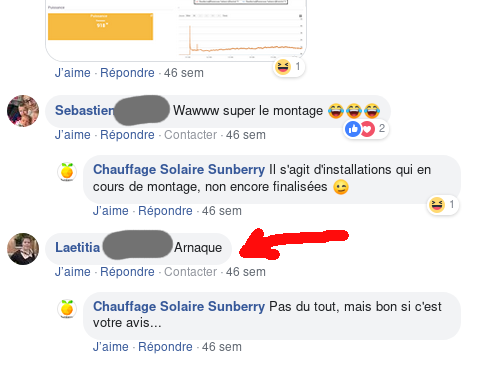 Puissance
J'aime · Répondre · 46 sem
1
Sebastien Wawww super le montage 😂😂😂
J'aime · Répondre · Contacter · 46 sem
2
Chauffage Solaire Sunberry Il s'agit d'installations qui en
cours de montage, non encore finalisées 😉
J'aime · Répondre · 46 sem
1
Laetitia Arnaque
J'aime · Répondre · Contacter · 46 sem
Chauffage Solaire Sunberry Pas du tout, mais bon si c'est
votre avis...
J'aime · Répondre · 46 sem